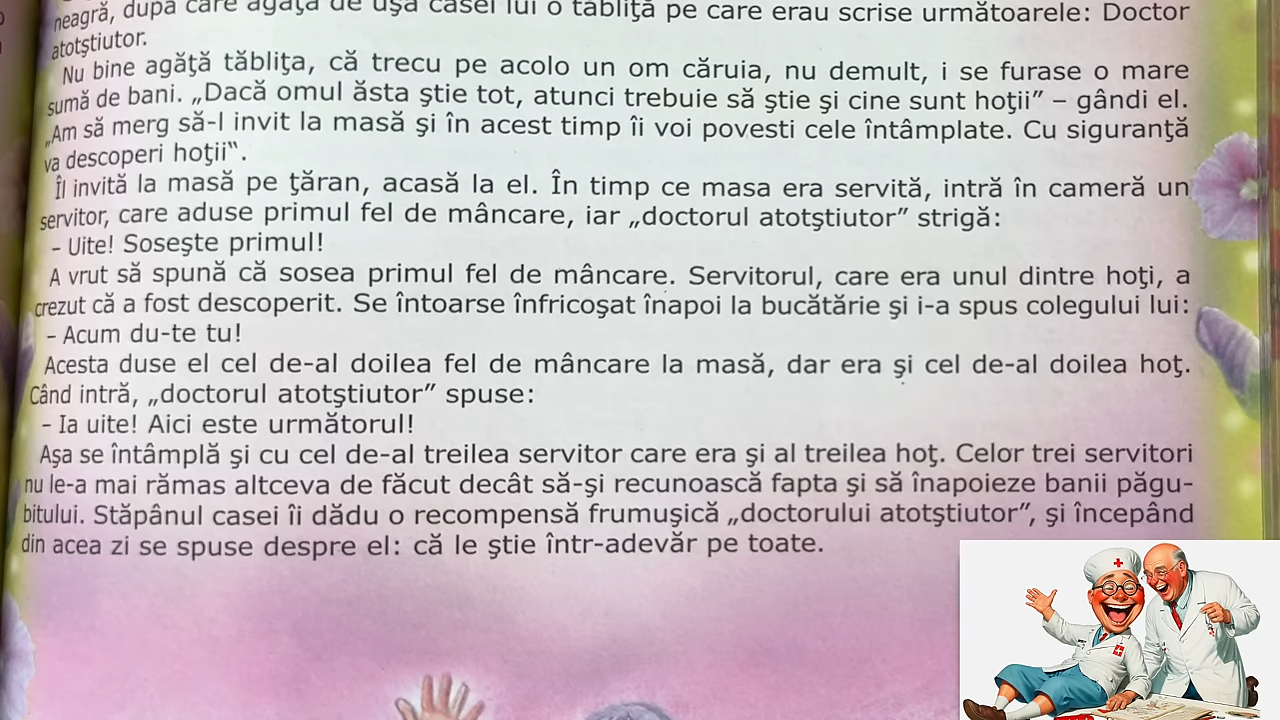 neagră, după care agăţă de uşa casei lui o tăbliţă pe care erau scrise următoarele: Doctor
atotştiutor.
Nu bine agăţă tăbliţa, că trecu pe acolo un om căruia, nu demult, i se furase o mare
sumă de bani. „Dacă omul ăsta ştie tot, atunci trebuie să ştie şi cine sunt hoţii” – gândi el.
„Am să merg să-l invit la masă şi în acest timp îi voi povesti cele întâmplate. Cu siguranţă
va descoperi hoţii“.
Îl invită la masă pe ţăran, acasă la el. În timp ce masa era servită, intră în cameră un
servitor, care aduse primul fel de mâncare, iar „doctorul atotştiutor” strigă:
– Uite! Soseşte primul!
A vrut să spună că sosea primul fel de mâncare. Servitorul, care era unul dintre hoţi, a
crezut că a fost descoperit. Se întoarse înfricoşat înapoi la bucătărie şi i-a spus colegului lui:
– Acum du-te tu!
Acesta duse el cel de-al doilea fel de mâncare la masă, dar era şi cel de-al doilea hoţ.
Când intră, „doctorul atotştiutor” spuse:
– Ia uite! Aici este următorul!
Aşa se întâmplă şi cu cel de-al treilea servitor care era şi al treilea hoţ. Celor trei servitori
nu le-a mai rămas altceva de făcut decât să-şi recunoască fapta şi să înapoieze banii păgu-
bitului. Stăpânul casei îi dădu o recompensă frumuşică „doctorului atotştiutor”, şi începând
din acea zi se spuse despre el: că le ştie într-adevăr pe toate.